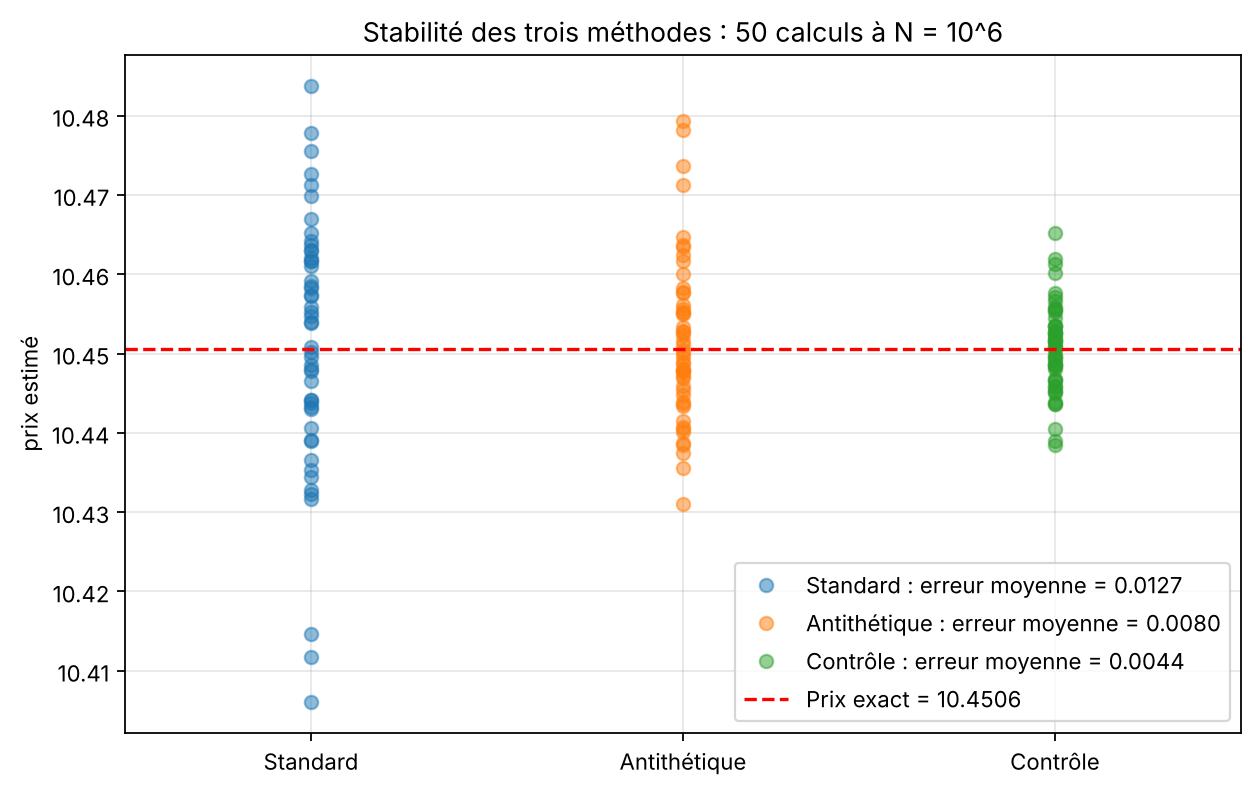 Stabilité des trois méthodes : 50 calculs à N = 10^6
prix estimé
10.48
10.47
10.46
10.45
10.44
10.43
10.42
10.41
Standard : erreur moyenne = 0.0127
Antithétique : erreur moyenne = 0.0080
Contrôle : erreur moyenne = 0.0044
Prix exact = 10.4506
Standard
Antithétique
Contrôle